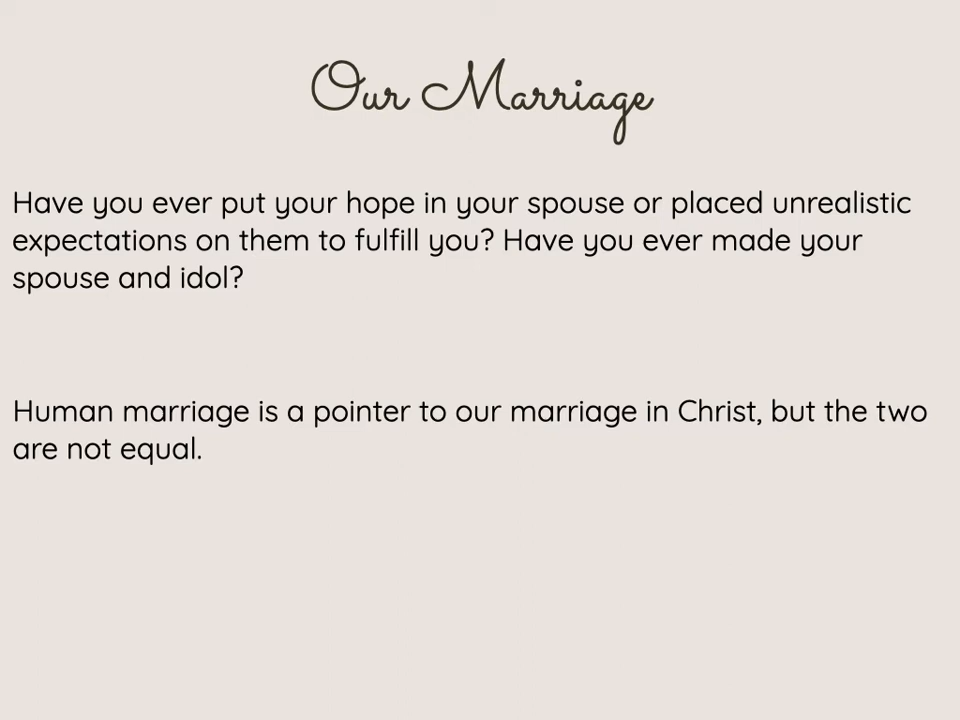 Our Marriage
Have you ever put your hope in your spouse or placed unrealistic
expectations on them to fulfill you? Have you ever made your
spouse and idol?
Human marriage is a pointer to our marriage in Christ, but the two
are not equal.